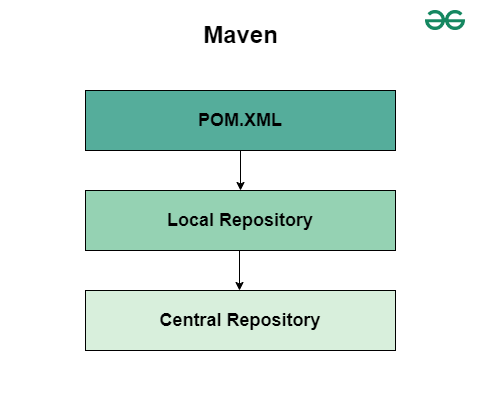 Maven
POM.XML
Local Repository
Central Repository